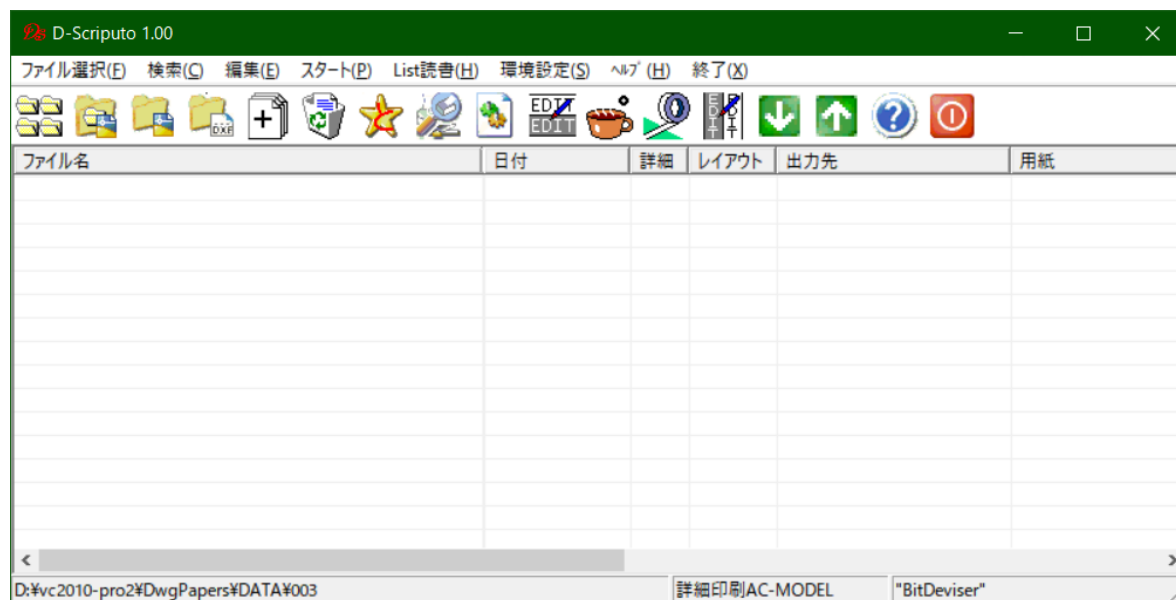 D-Scriputo 1.00
ファイル選択(F) 検索(C) 編集(E) スタート(P) List読書(H) 環境設定(S) ﾍﾙﾌﾟ(H) 終了(X)
DXF EDIT EDIT EDIT
ファイル名 日付 詳細 レイアウト 出力先 用紙
D:¥vc2010-pro2¥DwgPapers¥DATA¥003 詳細印刷AC-MODEL "BitDeviser"